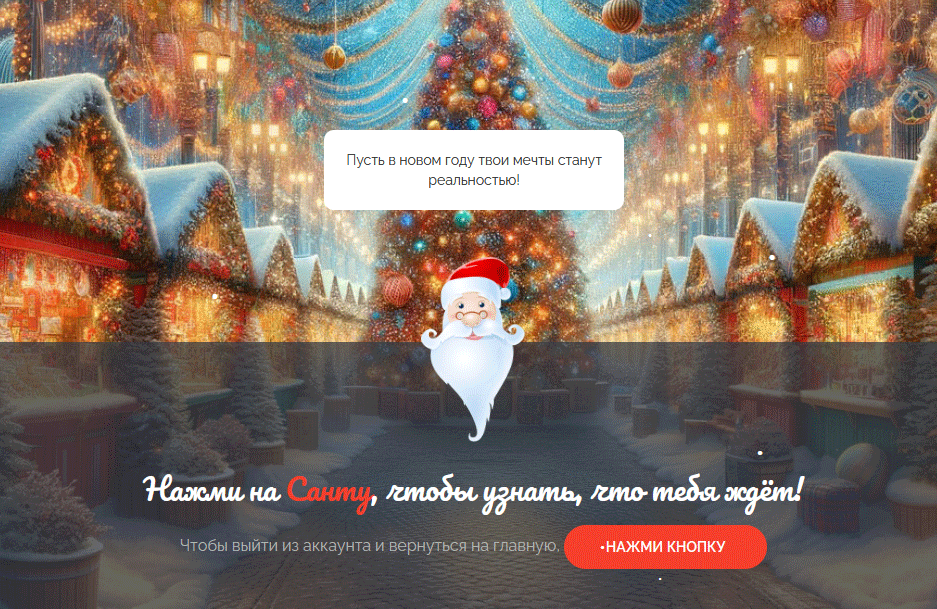 Пусть в новом году твои мечты станут
реальностью!
Нажми на Санту, чтобы узнать, что тебя ждёт!
Чтобы выйти из аккаунта и вернуться на главную, •НАЖМИ КНОПКУ